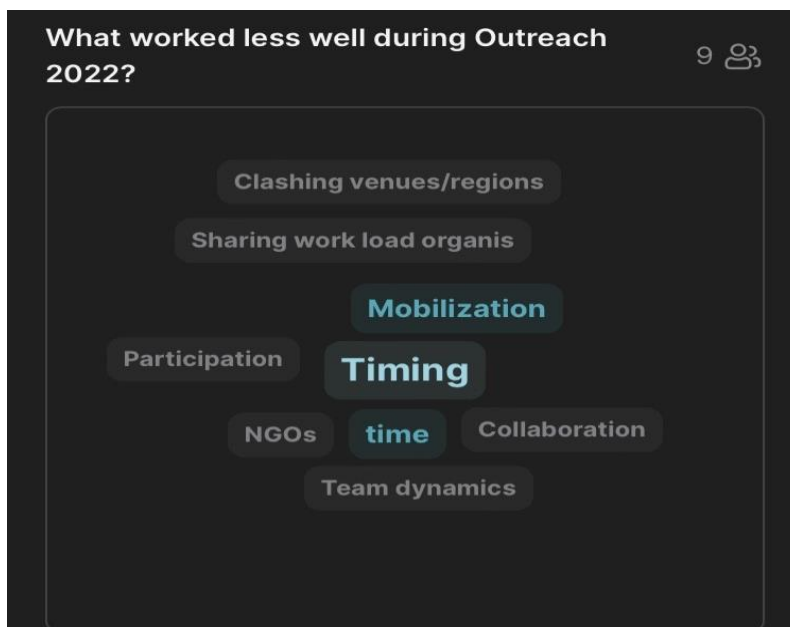 What worked less well during Outreach
2022?
9
Clashing venues/regions
Sharing work load organis
Mobilization
Participation
Timing
NGOs
time
Collaboration
Team dynamics